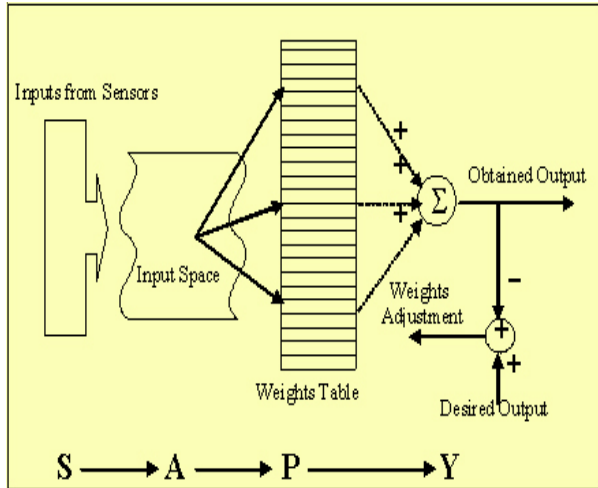 Inputs from Sensors
Input Space
Weights Table
+
+
+
Σ
Obtained Output
−
Weights
Adjustment
+
+
Desired Output
S A P Y